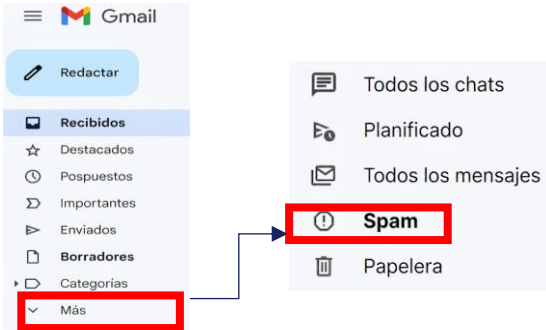 Gmail
Redactar
Recibidos
Destacados
Pospuestos
Importantes
Enviados
Borradores
Categorías
Más
Todos los chats
Planificado
Todos los mensajes
Spam
Papelera